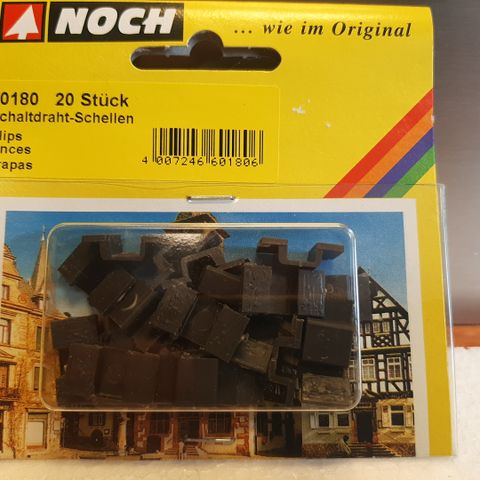 NOCH
... wie im Original
0180 20 Stück
chaltdraht-Schellen
lips
nces
rapas
4 007246 601806